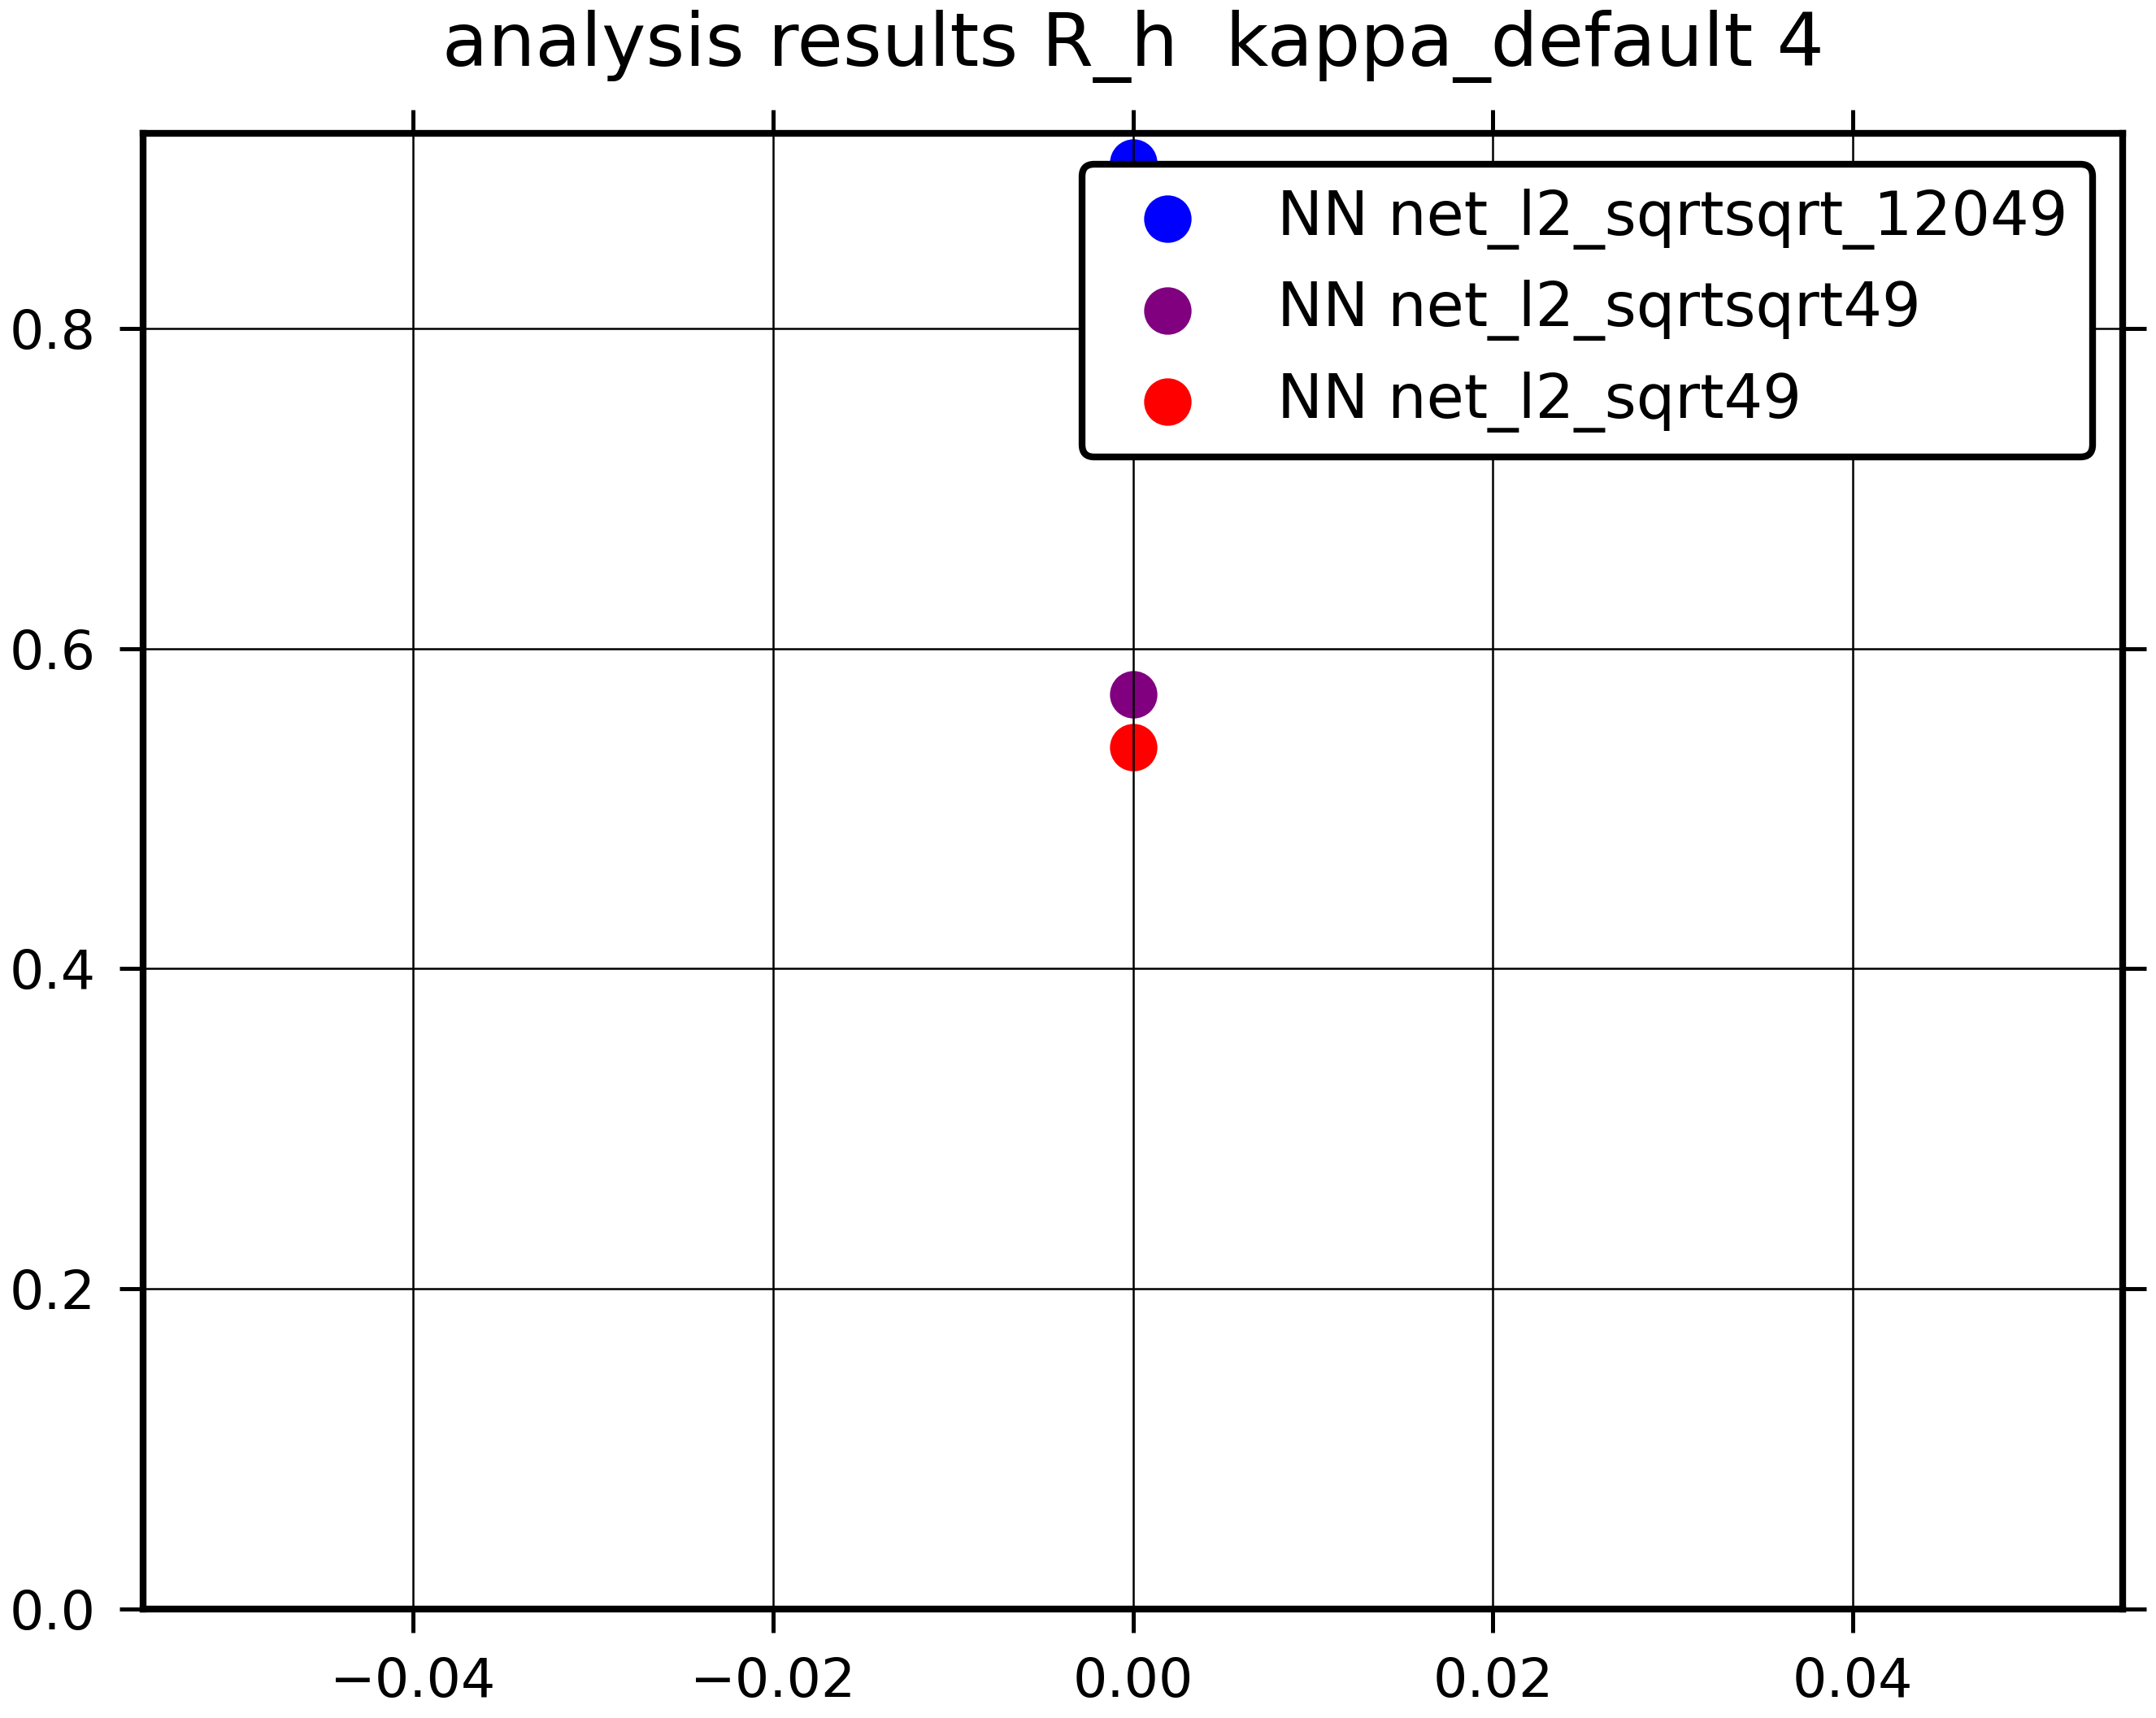 analysis results R_h  kappa_default 4
NN net_l2_sqrtsqrt_12049
NN net_l2_sqrtsqrt49
NN net_l2_sqrt49
0.8
0.6
0.4
0.2
0.0
−0.04 −0.02 0.00 0.02 0.04